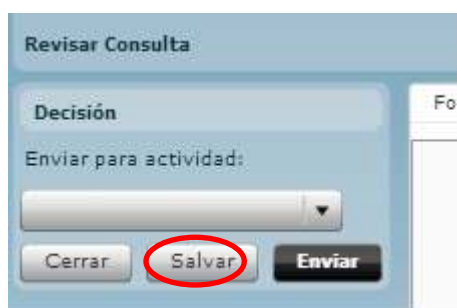 Revisar Consulta
Decisión
Fo
Enviar para actividad:
Cerrar Salvar Enviar